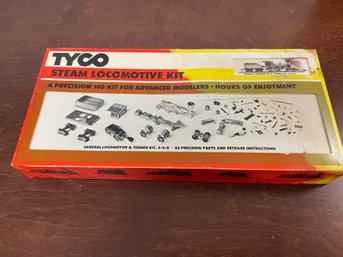 TYCO
STEAM LOCOMOTIVE KIT
A PRECISION HO KIT FOR ADVANCED MODELERS • HOURS OF ENJOYMENT
GENERAL LOCOMOTIVE & TENDER KIT, 4-4-0 • 82 PRECISION PARTS AND DETAILED INSTRUCTIONS